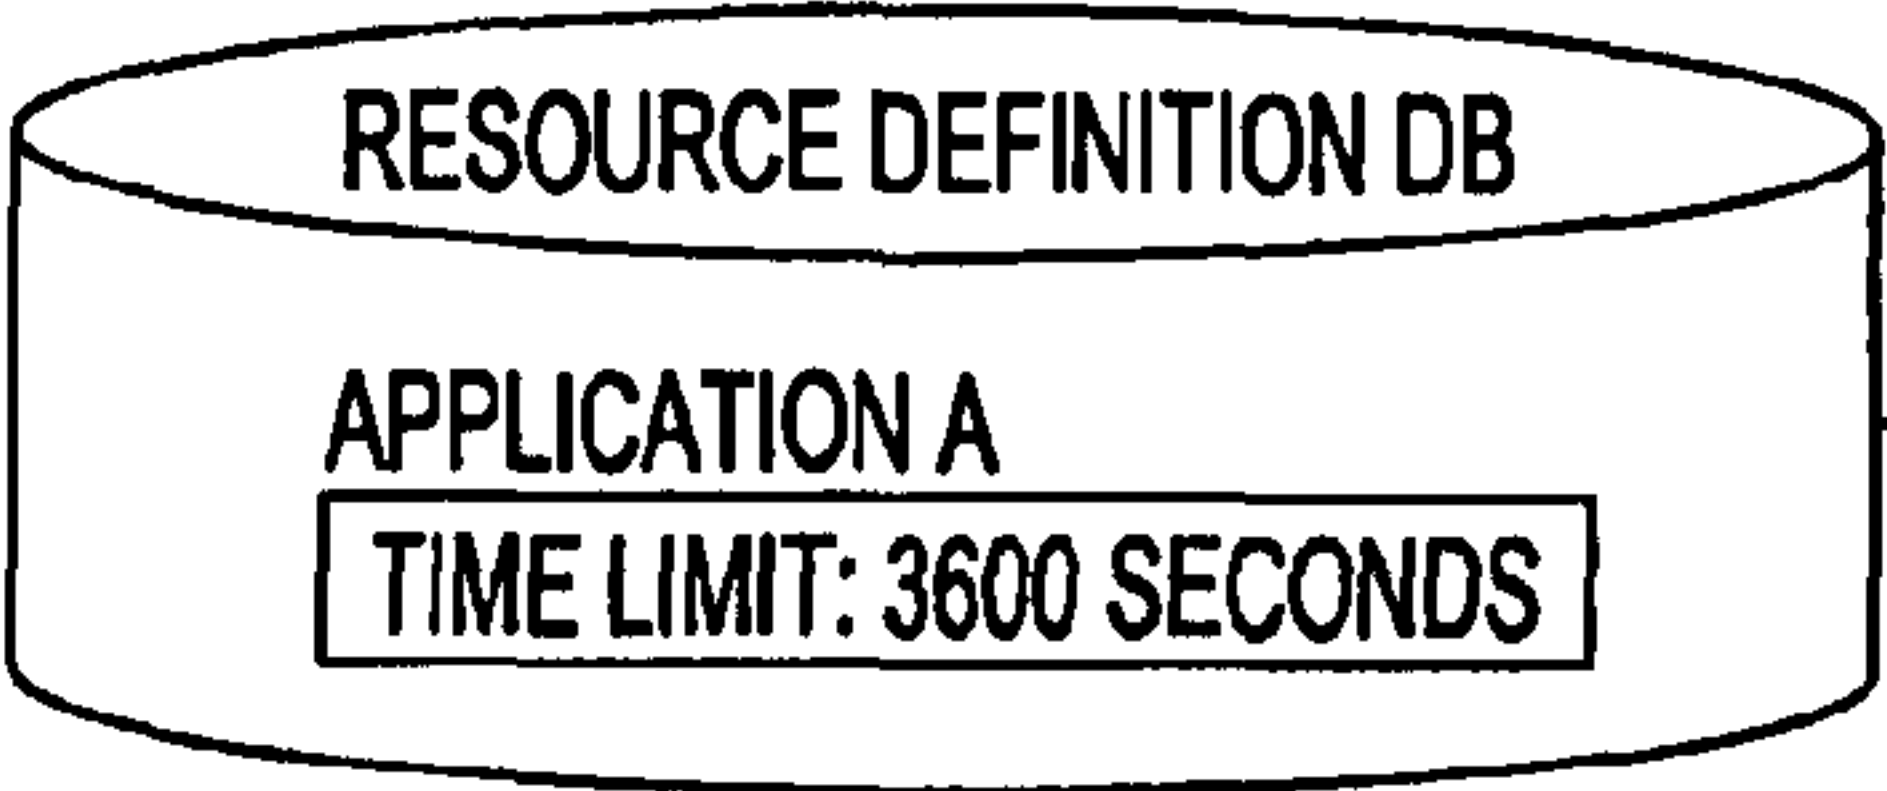 RESOURCE DEFINITION DB
APPLICATION A
TIME LIMIT: 3600 SECONDS